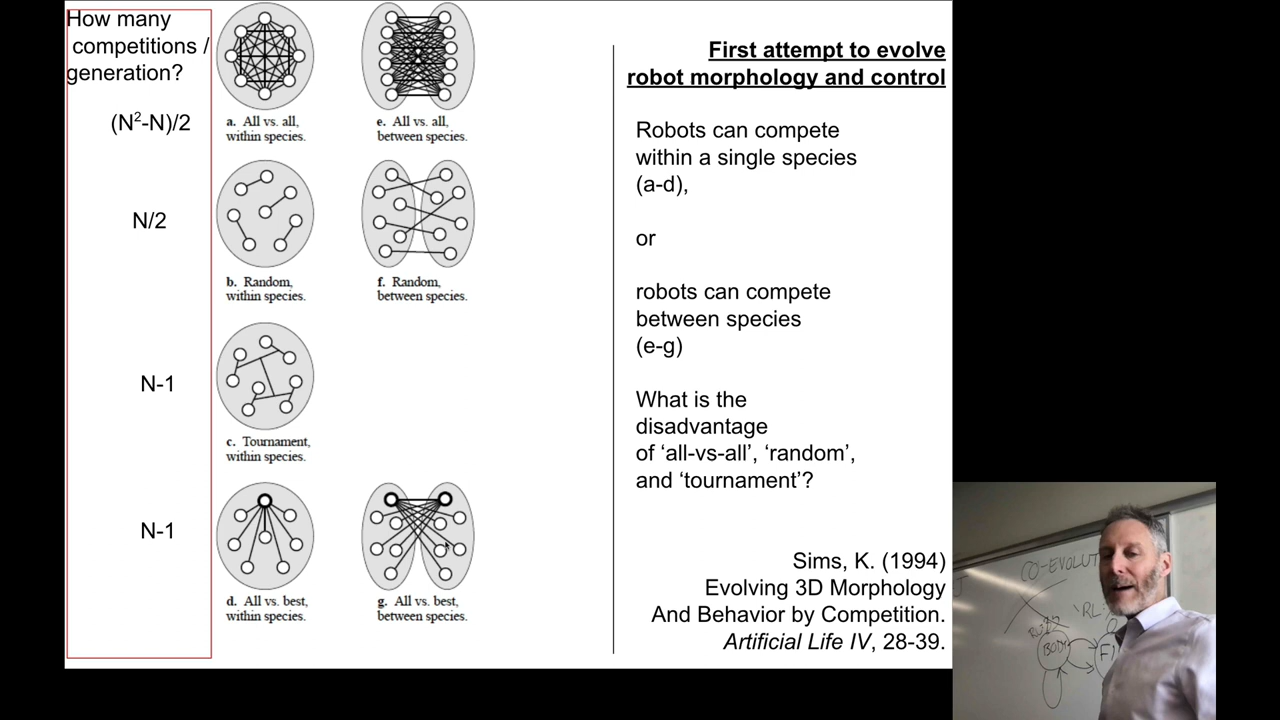 How many
competitions /
generation?
(N²-N)/2
N/2
N-1
N-1
a. All vs. all,
within species.
e. All vs. all,
between species.
b. Random,
within species.
f. Random,
between species.
c. Tournament,
within species.
d. All vs. best,
within species.
g. All vs. best,
between species.
First attempt to evolve
robot morphology and control
Robots can compete
within a single species
(a-d),
or
robots can compete
between species
(e-g)
What is the
disadvantage
of ‘all-vs-all’, ‘random’,
and ‘tournament’?
Sims, K. (1994)
Evolving 3D Morphology
And Behavior by Competition.
Artificial Life IV, 28-39.
CO-EVOLUT
'RL:
BODY